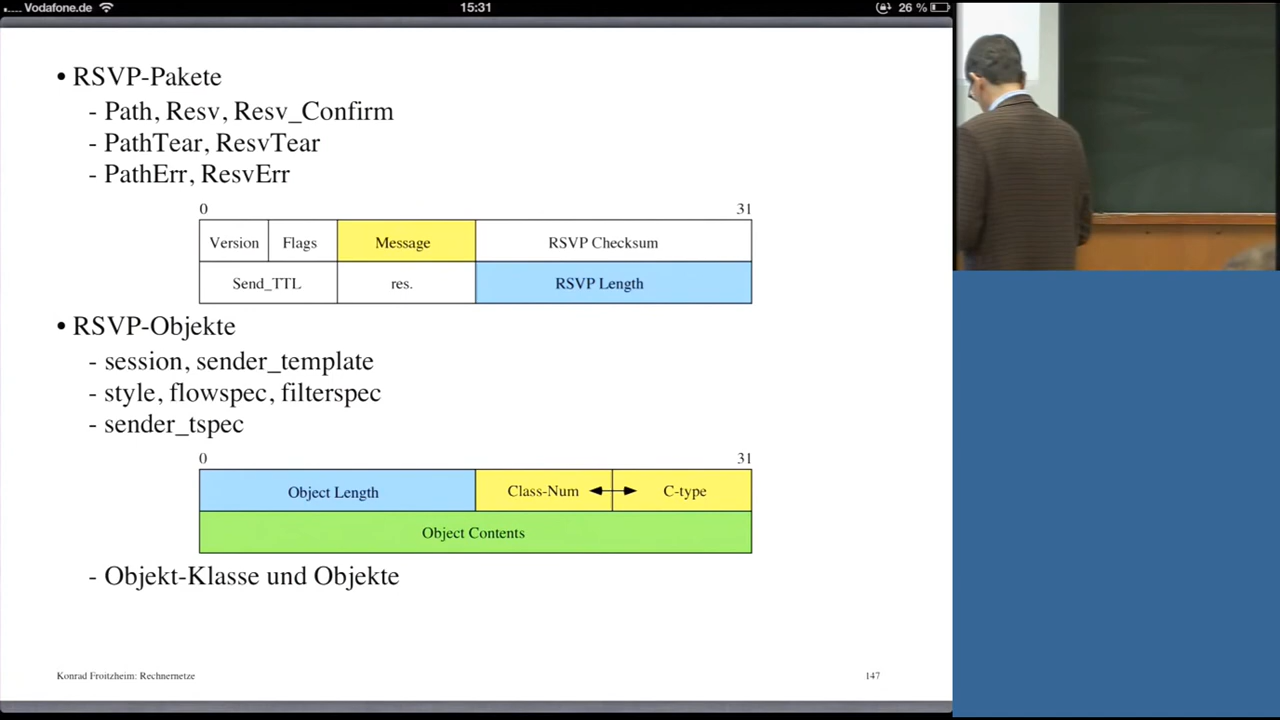 Vodafone.de 15:31 26 %
• RSVP-Pakete
- Path, Resv, Resv_Confirm
- PathTear, ResvTear
- PathErr, ResvErr
0 31
Version Flags Message RSVP Checksum
Send_TTL res. RSVP Length
• RSVP-Objekte
- session, sender_template
- style, flowspec, filterspec
- sender_tspec
0 31
Object Length Class-Num C-type
Object Contents
- Objekt-Klasse und Objekte
Konrad Froitzheim: Rechnernetze 147